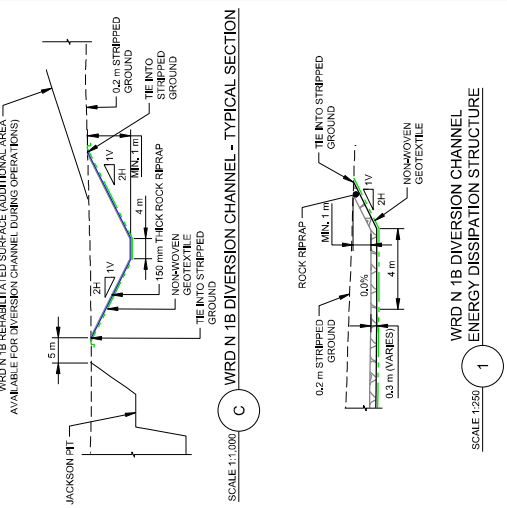 WRD N 1B REHABILITATED SURFACE (ADDITIONAL AREA
AVAILABLE FOR DIVERSION CHANNEL DURING OPERATIONS)
5 m
0.2 m STRIPPED
GROUND
TIE INTO
STRIPPED
GROUND
JACKSON PIT
2H
1V
1V
2H
MIN. 1 m
4 m
150 mm THICK ROCK RIPRAP
NON-WOVEN
GEOTEXTILE
TIE INTO STRIPPED
GROUND
SCALE 1:1,000
C
WRD N 1B DIVERSION CHANNEL - TYPICAL SECTION
TIE INTO STRIPPED
GROUND
ROCK RIPRAP
MIN. 1 m
0.2 m STRIPPED
GROUND
0.0%
1V
2H
NON-WOVEN
GEOTEXTILE
4 m
0.3 m (VARIES)
SCALE 1:250
1
WRD N 1B DIVERSION CHANNEL
ENERGY DISSIPATION STRUCTURE